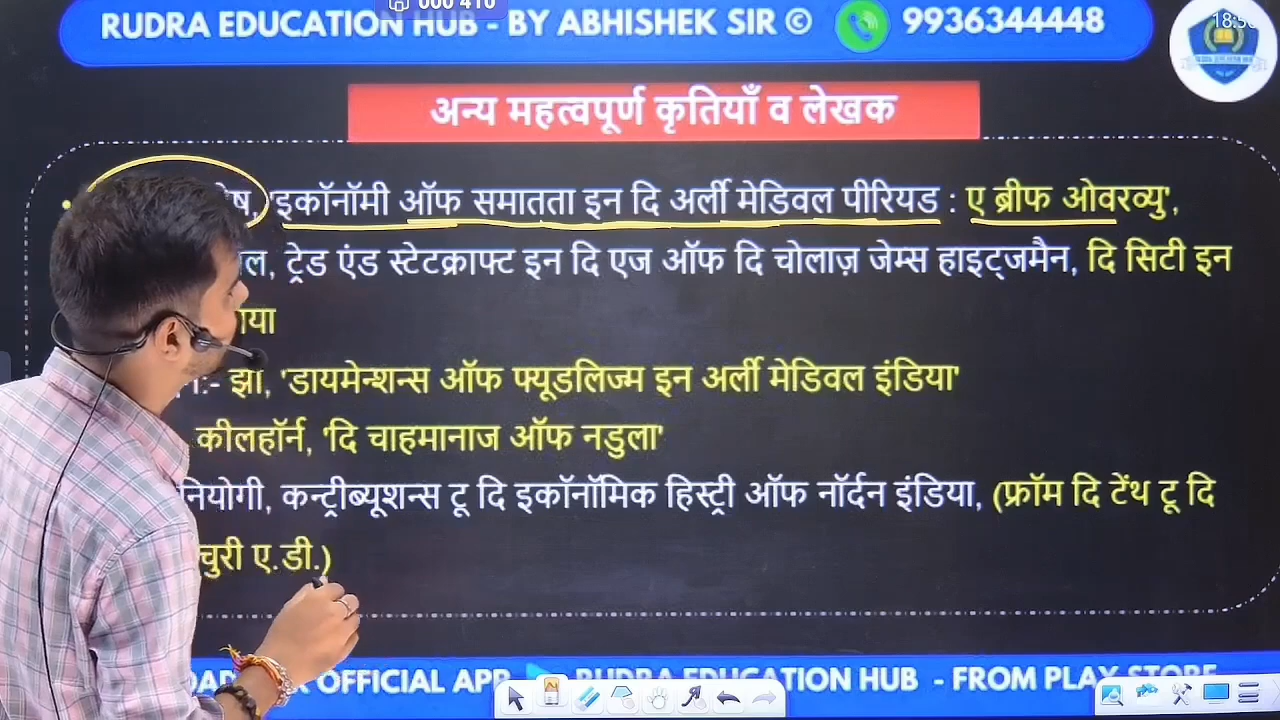 000 410
RUDRA EDUCATION HUB - BY ABHISHEK SIR © 9936344448
अन्य महत्वपूर्ण कृतियाँ व लेखक
'इकॉनॉमी ऑफ समातता इन दि अर्ली मेडिवल पीरियड : ए ब्रीफ ओवरव्यु',
ट्रेड एंड स्टेटक्राफ्ट इन दि एज ऑफ दि चोलाज़ जेम्स हाइट्जमैन, दि सिटी इन
झा, 'डायमेन्शन्स ऑफ फ्यूडलिज्म इन अर्ली मेडिवल इंडिया'
कीलहॉर्न, 'दि चाहमानाज ऑफ नडुला'
नियोगी, कन्ट्रीब्यूशन्स टू दि इकॉनॉमिक हिस्ट्री ऑफ नॉर्दन इंडिया, (फ्रॉम दि टेंथ टू दि
ए.डी.)
OFFICIAL APP RUDRA EDUCATION HUB - FROM PLAY STORE